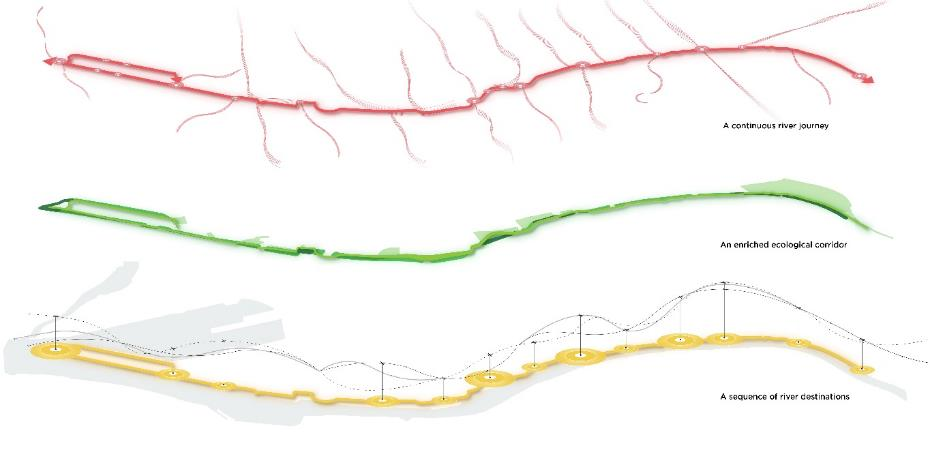 A continuous river journey
An enriched ecological corridor
A sequence of river destinations